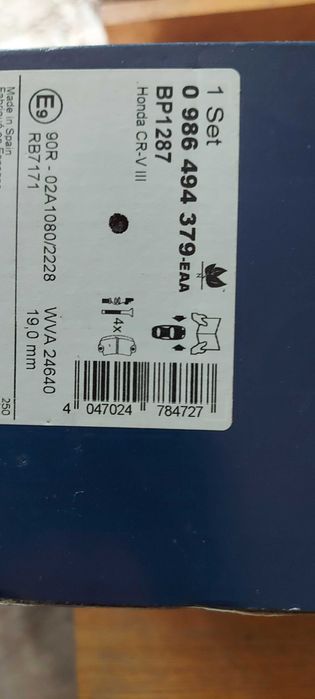 1 Set
0 986 494 379-EAA
BP1287
Honda CR-V III
N
4x
E9
90R - 02A1080/2228
WVA 24640
RB7171
19,0 mm
Made in Spain
250
4 047024 784727